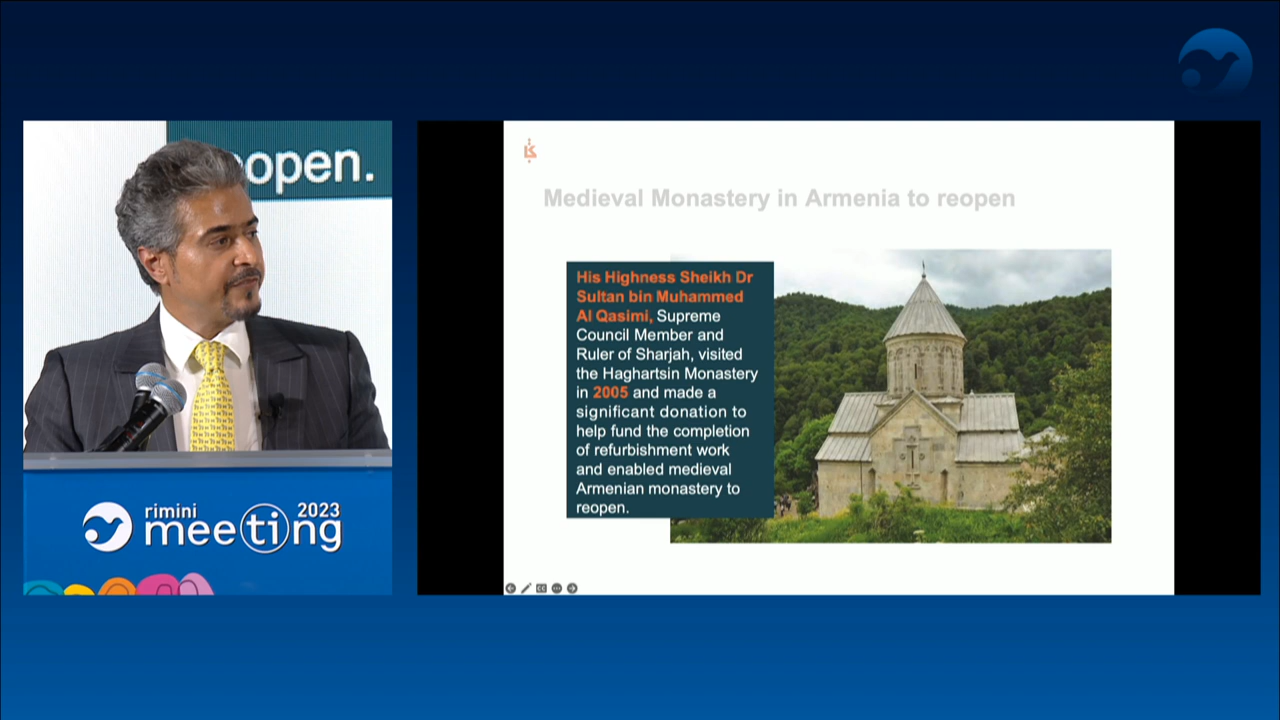 eopen.
rimini 2023
meeting
Medieval Monastery in Armenia to reopen
His Highness Sheikh Dr
Sultan bin Muhammed
Al Qasimi, Supreme
Council Member and
Ruler of Sharjah, visited
the Haghartsin Monastery
in 2005 and made a
significant donation to
help fund the completion
of refurbishment work
and enabled medieval
Armenian monastery to
reopen.